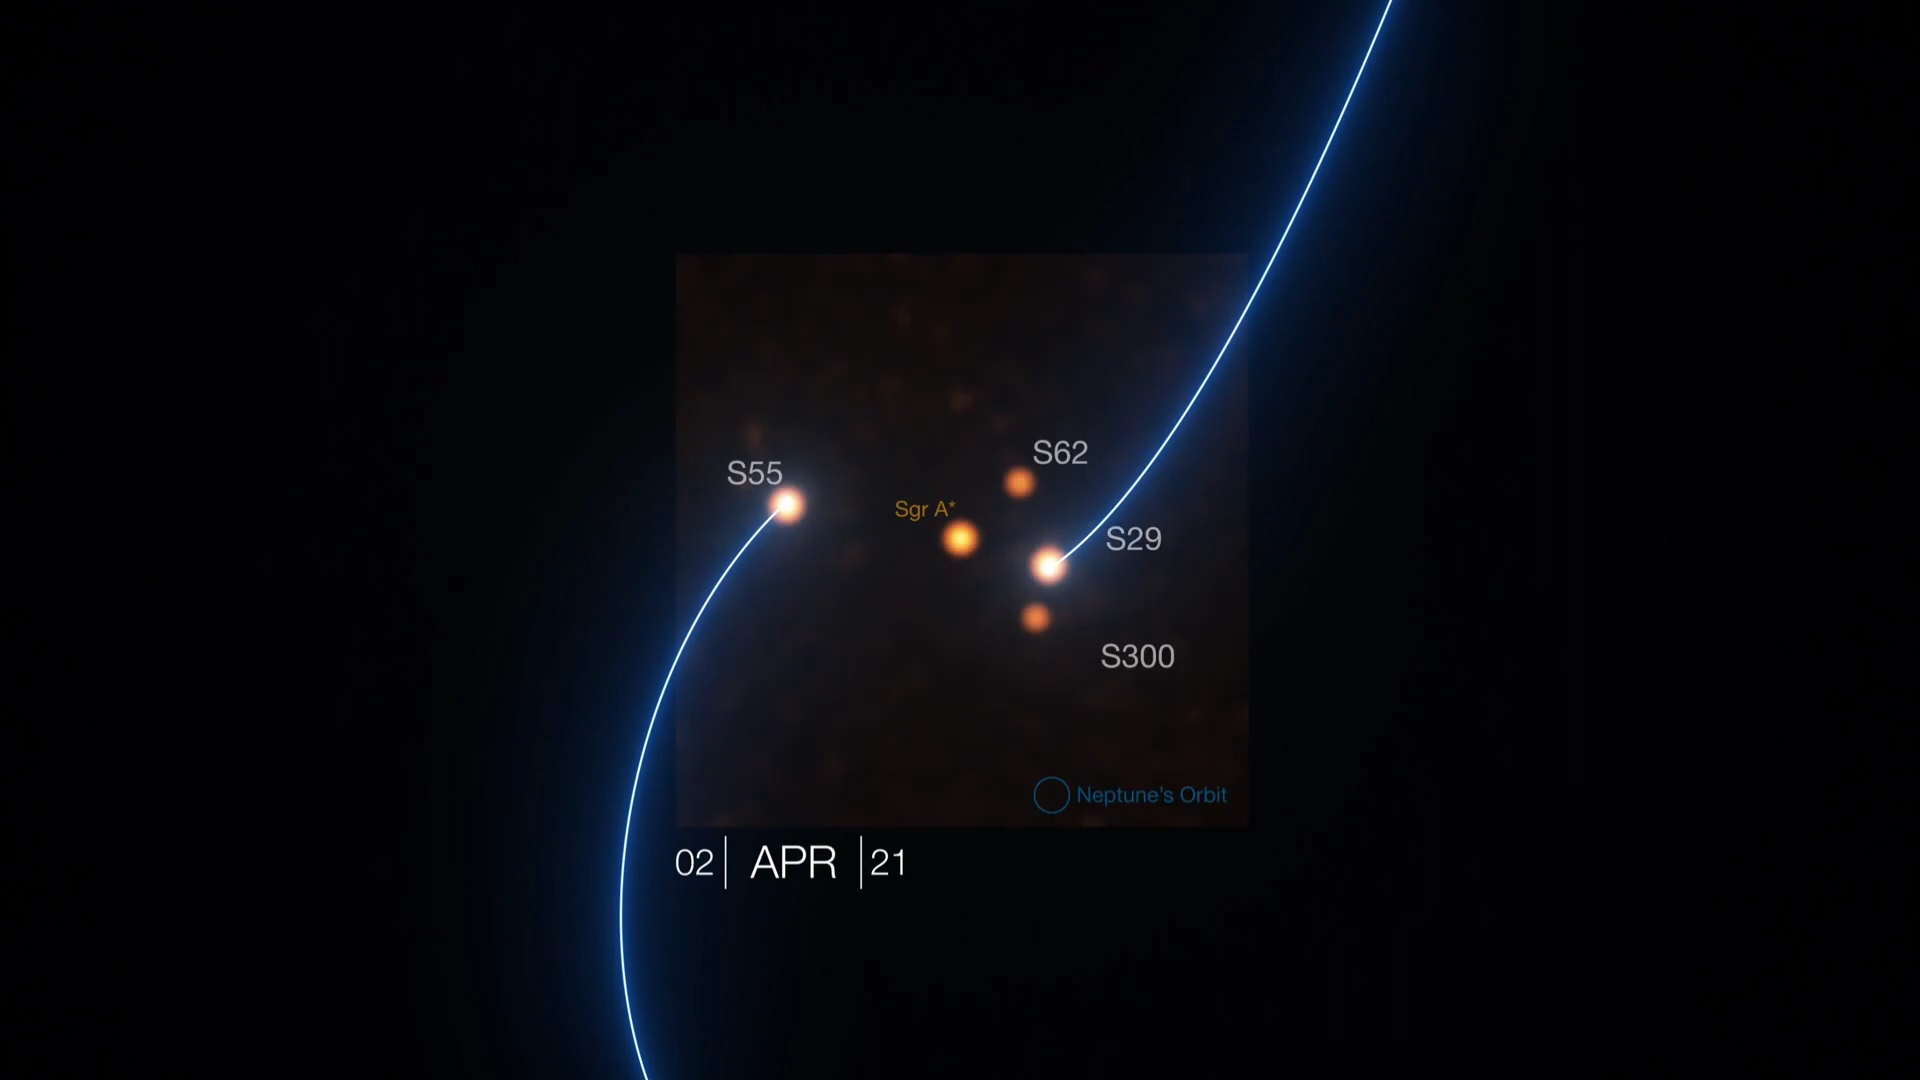 S62
S55
Sgr A*
S29
S300
Neptune's Orbit
02 | APR | 21